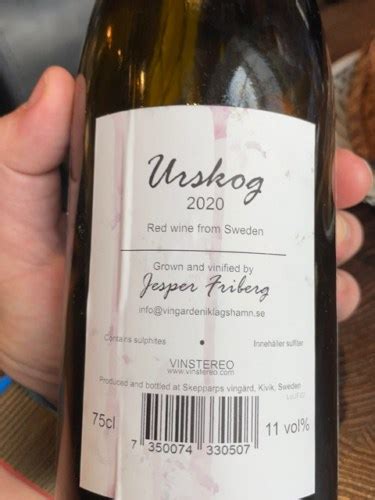 Urskog
2020
Red wine from Sweden
Grown and vinified by
Jesper Friberg
info@vingardeniklagshamn.se
Contains sulphites • Innehåller sulfiter
VINSTEREO
www.vinstereo.com
Produced and bottled at Skepparps vingård, Kivik, Sweden
75cl
11 vol%
7 350074 330507